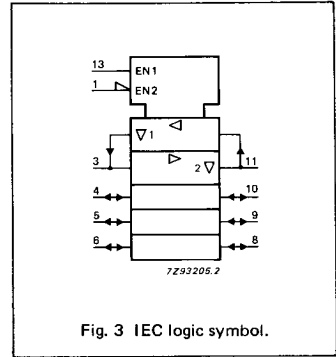 13 EN1
1 EN2
1
3 2 11
4 10
5 9
6 8
7Z93205.2
Fig. 3 IEC logic symbol.